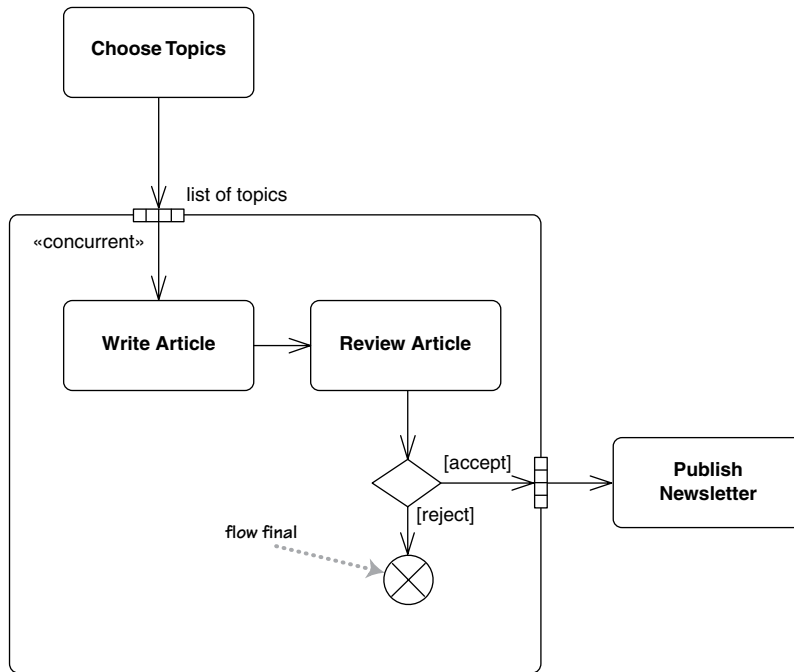 Choose Topics
list of topics
«concurrent»
Write Article
Review Article
[accept]
Publish
Newsletter
[reject]
flow final